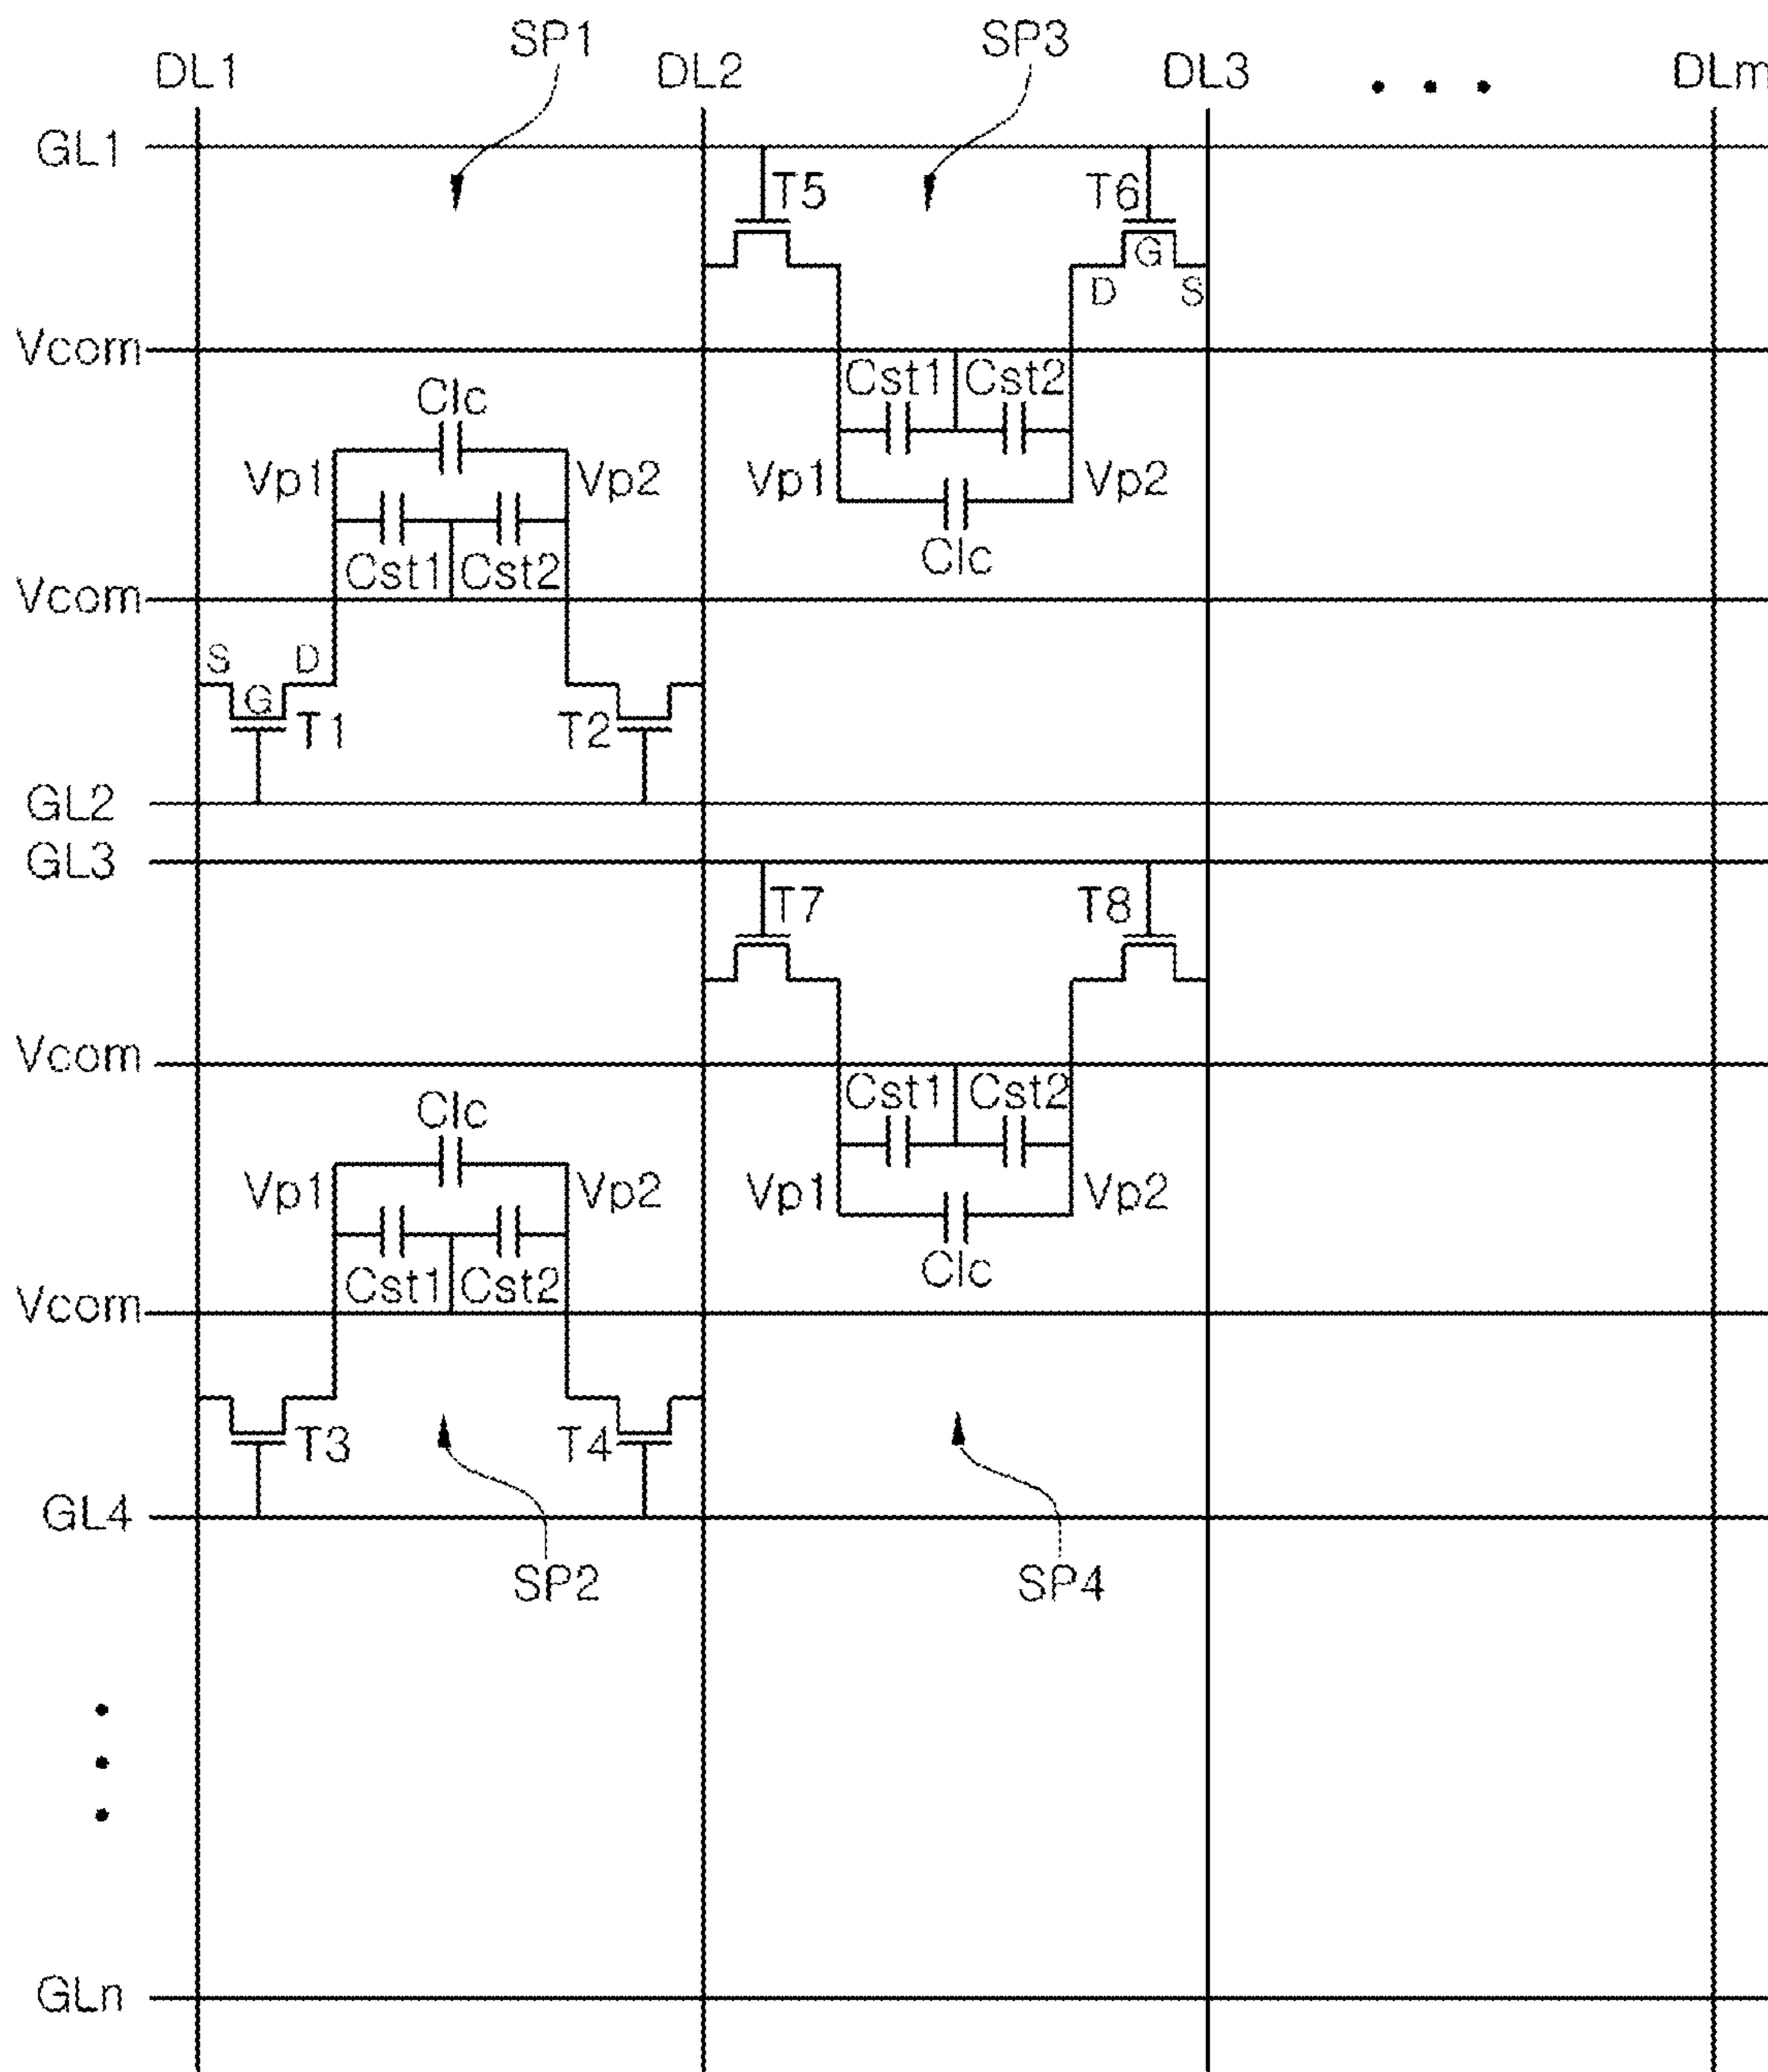 SP1 SP3
DL1 DL2 DL3 • • • DLm
GL1
T5 T6
G
D S
Vcom
Cst1 Cst2
Clc
Vp1 Vp2 Vp1 Vp2
Clc
Cst1 Cst2
Vcom
S D
G
T1 T2
GL2
GL3
T7 T8
Vcom
Cst1 Cst2
Clc
Vp1 Vp2 Vp1 Vp2
Clc
Cst1 Cst2
Vcom
T3 T4
GL4
SP2 SP4
GLn